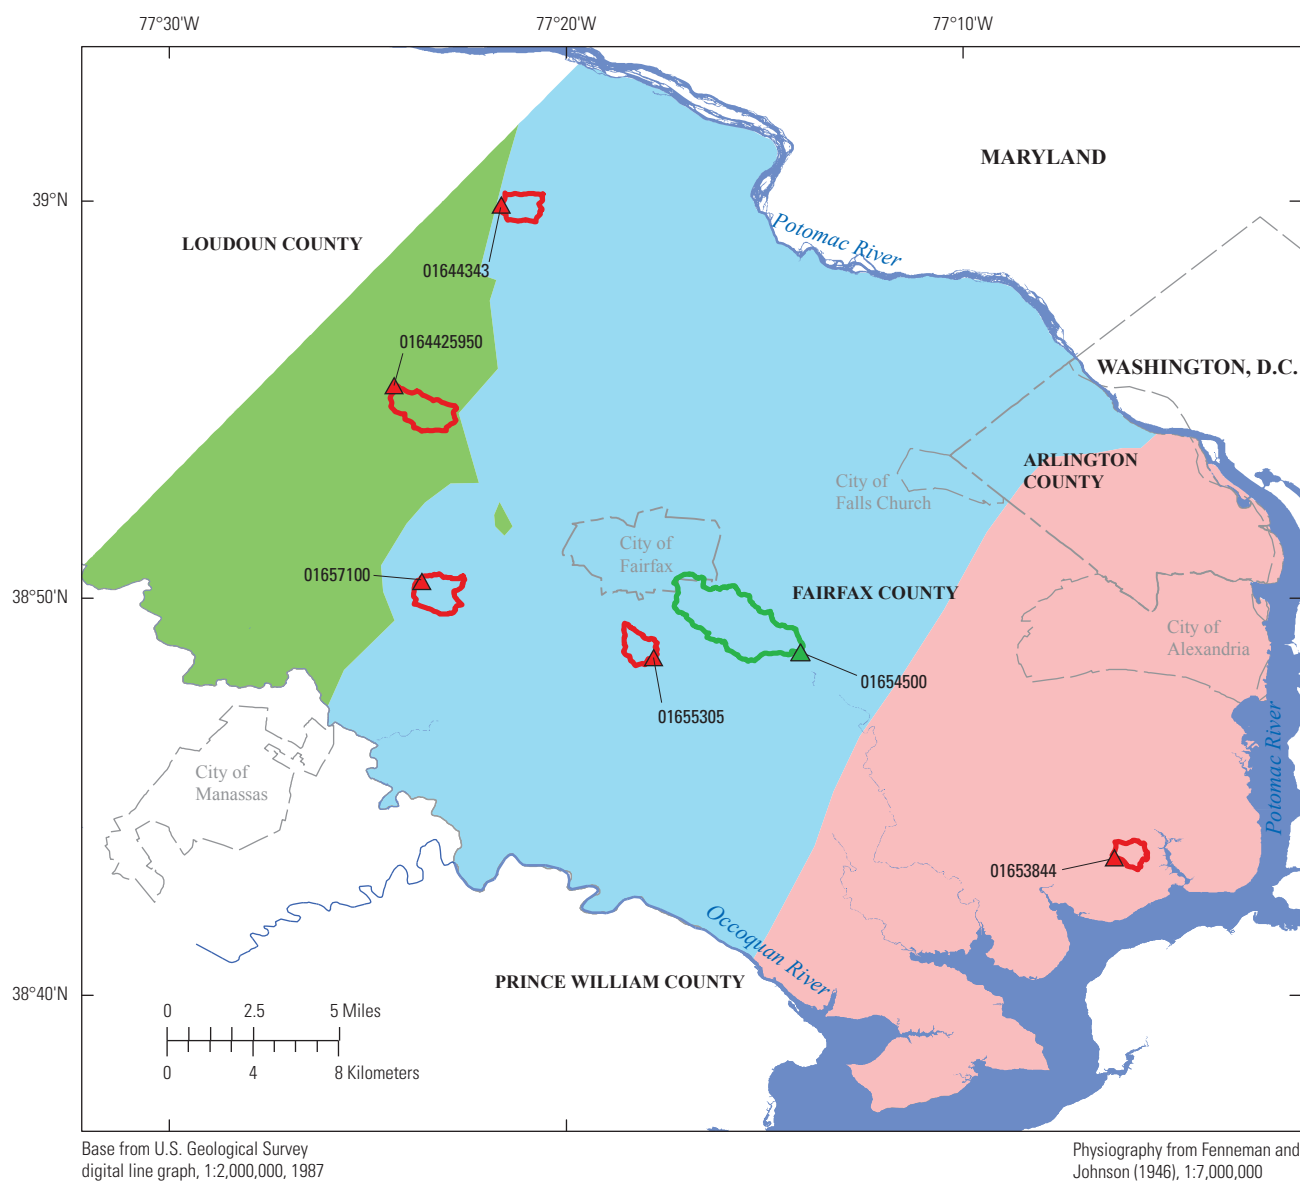 77°30'W
77°20'W
77°10'W
MARYLAND
39°N
Potomac River
LOUDOUN COUNTY
01644343
0164425950
WASHINGTON, D.C.
ARLINGTON
COUNTY
City of
Falls Church
City of
Fairfax
01657100
38°50'N
FAIRFAX COUNTY
City of
Alexandria
01654500
01655305
Potomac River
City of
Manassas
01653844
Occoquan River
PRINCE WILLIAM COUNTY
38°40'N
0 2.5 5 Miles
0 4 8 Kilometers
Base from U.S. Geological Survey
digital line graph, 1:2,000,000, 1987
Physiography from Fenneman and
Johnson (1946), 1:7,000,000